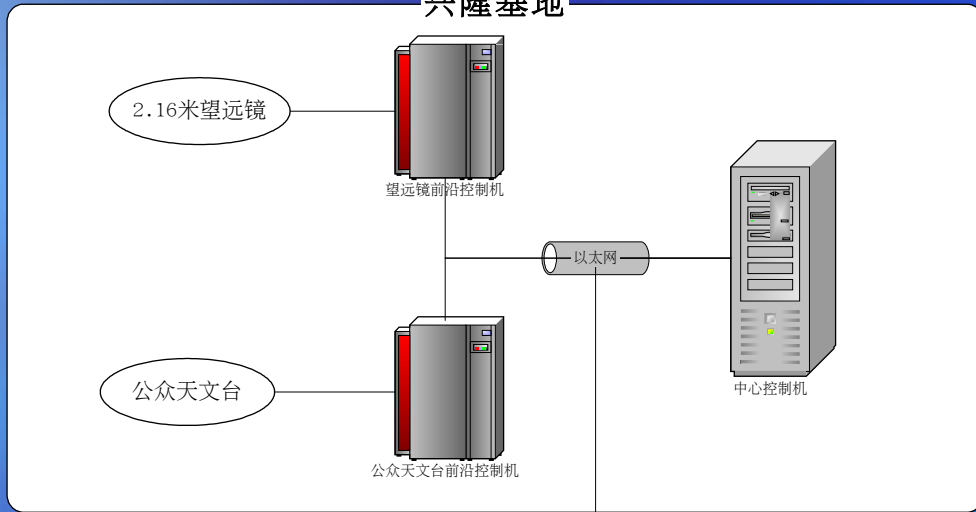 兴隆基地
2.16米望远镜
望远镜前沿控制机
以太网
中心控制机
公众天文台
公众天文台前沿控制机